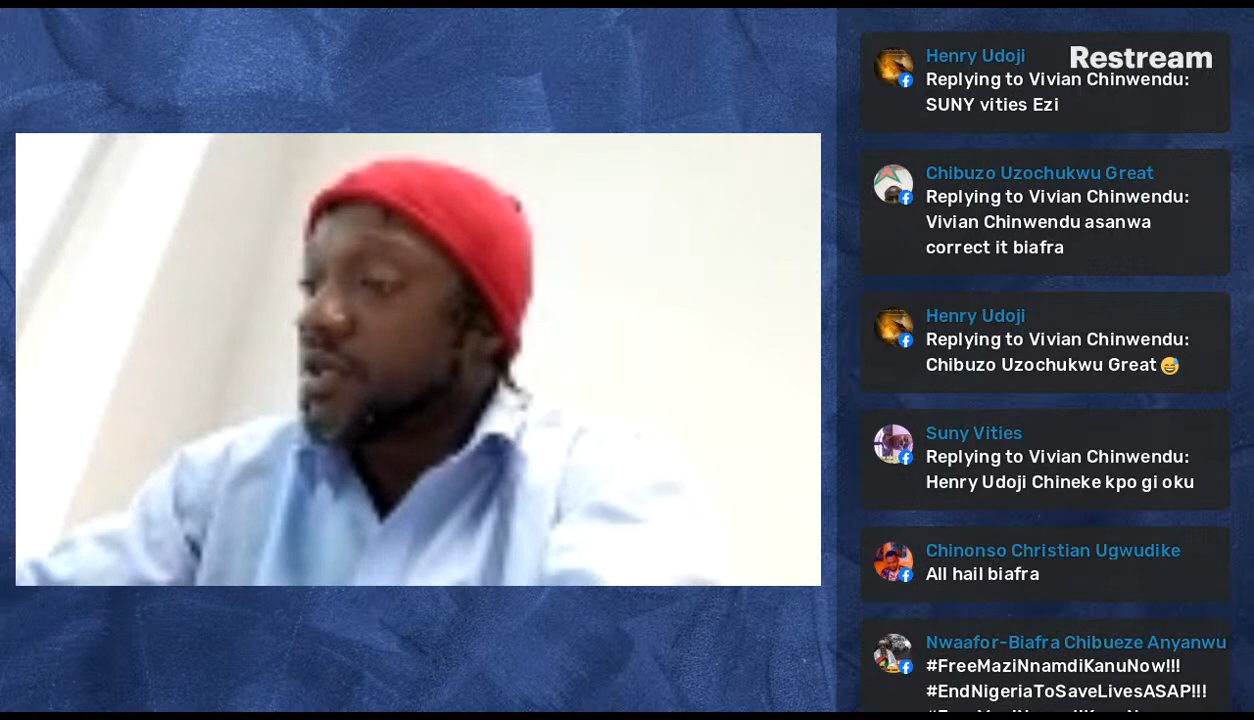 Restream
Henry Udoji
Replying to Vivian Chinwendu:
SUNY vities Ezi
Chibuzo Uzochukwu Great
Replying to Vivian Chinwendu:
Vivian Chinwendu asanwa
correct it biafra
Henry Udoji
Replying to Vivian Chinwendu:
Chibuzo Uzochukwu Great😅
Suny Vities
Replying to Vivian Chinwendu:
Henry Udoji Chineke kpo gi oku
Chinonso Christian Ugwudike
All hail biafra
Nwaafor-Biafra Chibueze Anyanwu
#FreeMaziNnamdiKanuNow!!!
#EndNigeriaToSaveLivesASAP!!!